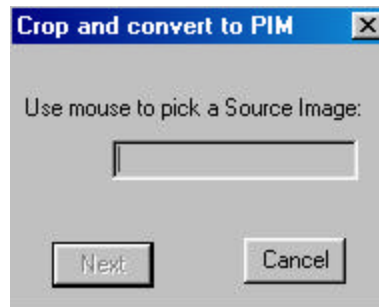 Crop and convert to PIM
Use mouse to pick a Source Image:
Next
Cancel